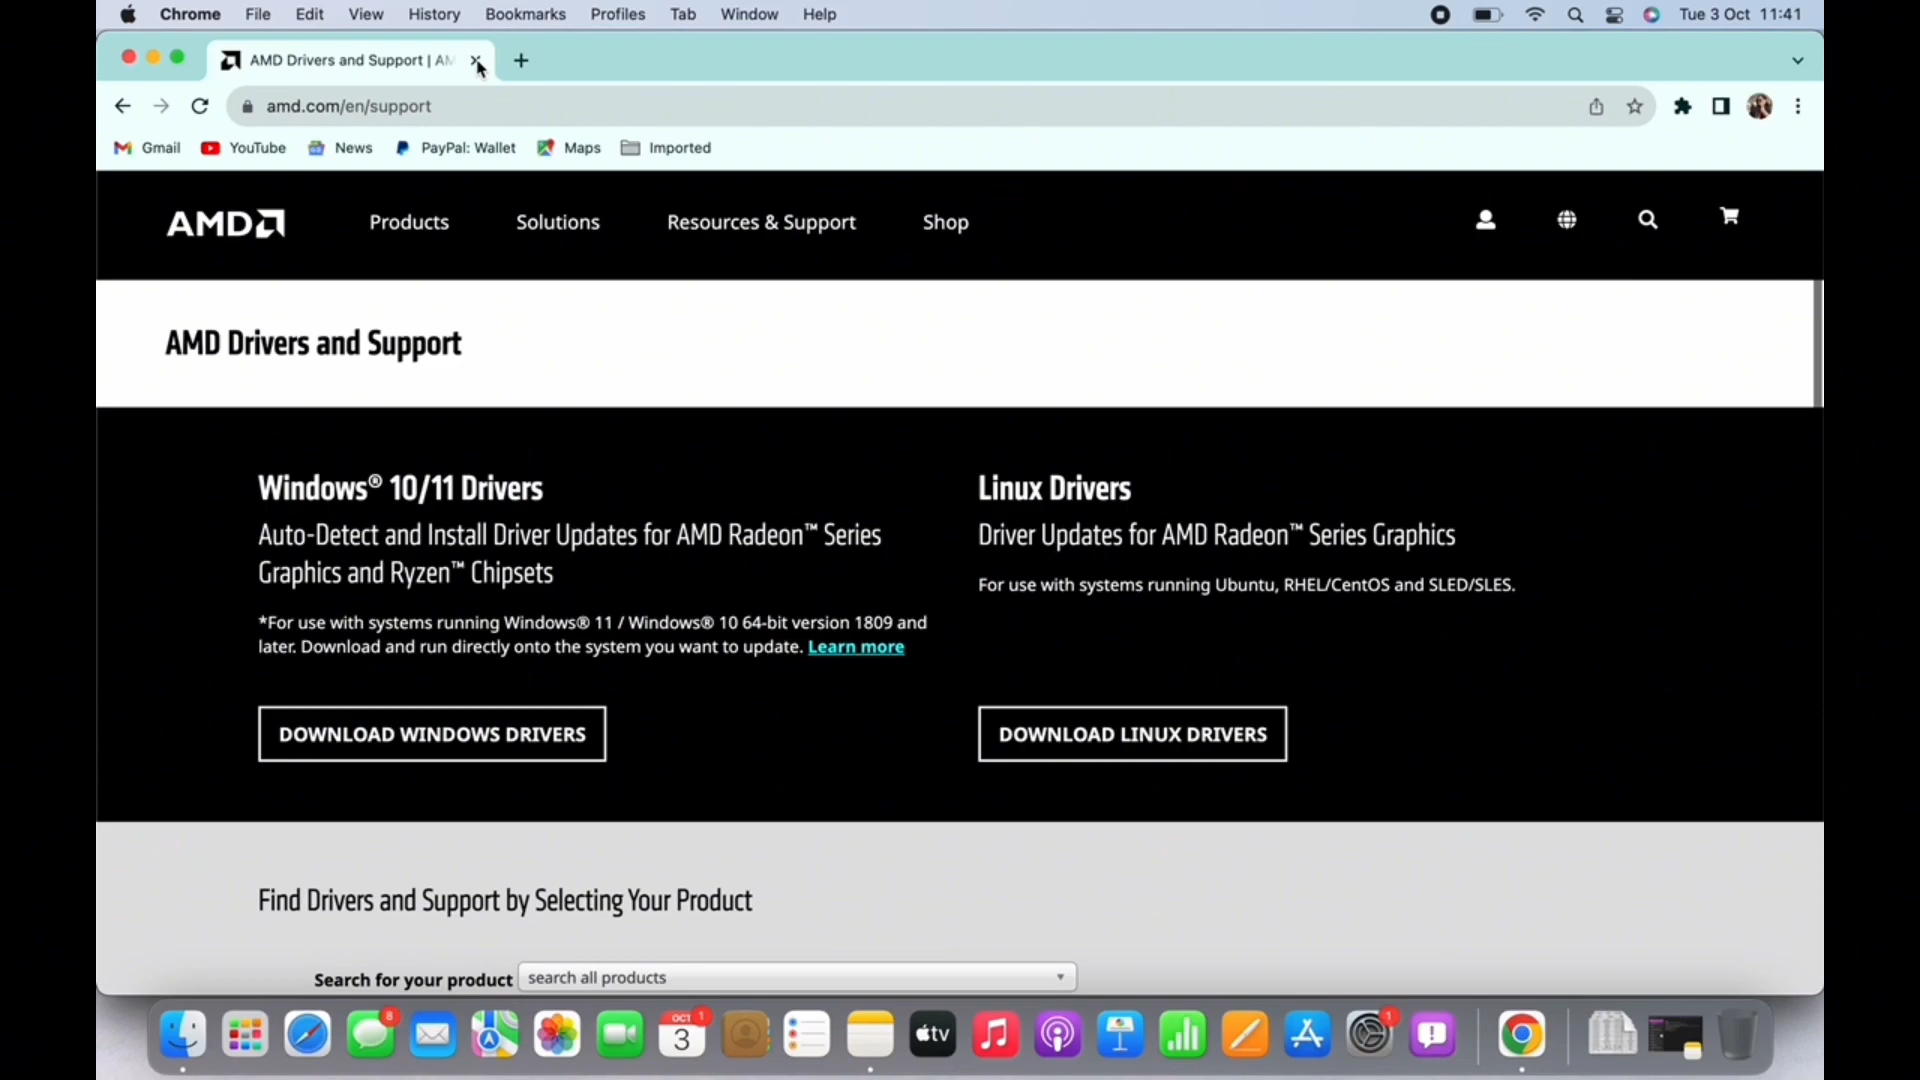 Chrome File Edit View History Bookmarks Profiles Tab Window Help Tue 3 Oct 11:41
AMD Drivers and Support | AM
amd.com/en/support
Gmail YouTube News PayPal: Wallet Maps Imported
AMD Products Solutions Resources & Support Shop
AMD Drivers and Support
Windows® 10/11 Drivers
Auto-Detect and Install Driver Updates for AMD Radeon™ Series
Graphics and Ryzen™ Chipsets
*For use with systems running Windows® 11 / Windows® 10 64-bit version 1809 and
later. Download and run directly onto the system you want to update. Learn more
DOWNLOAD WINDOWS DRIVERS
Linux Drivers
Driver Updates for AMD Radeon™ Series Graphics
For use with systems running Ubuntu, RHEL/CentOS and SLED/SLES.
DOWNLOAD LINUX DRIVERS
Find Drivers and Support by Selecting Your Product
Search for your product search all products
8 OCT 3 1 tv 1